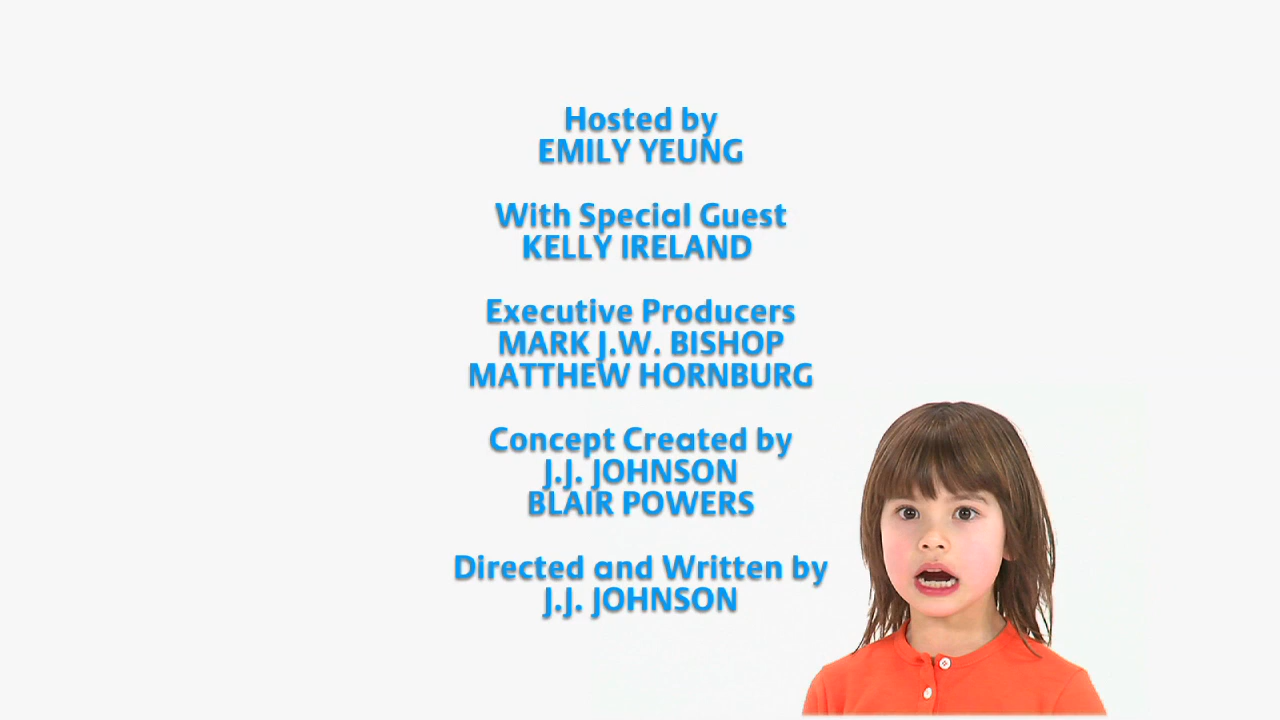 Hosted by
EMILY YEUNG
With Special Guest
KELLY IRELAND
Executive Producers
MARK J.W. BISHOP
MATTHEW HORNBURG
Concept Created by
J.J. JOHNSON
BLAIR POWERS
Directed and Written by
J.J. JOHNSON